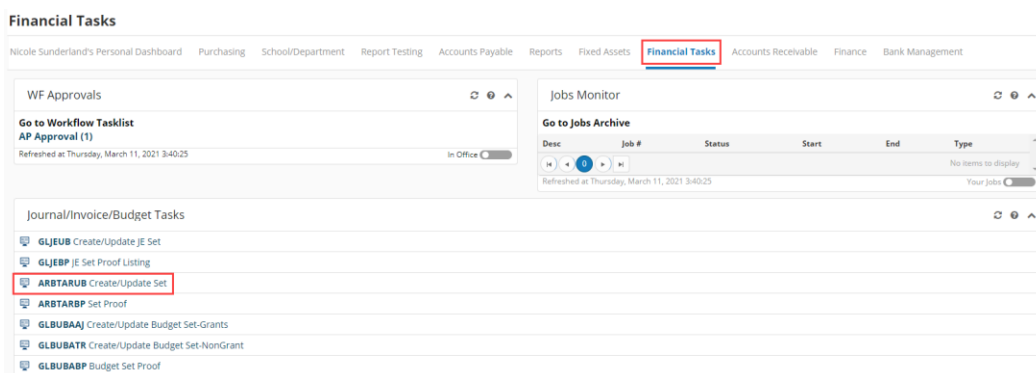 Financial Tasks
Nicole Sunderland's Personal Dashboard Purchasing School/Department Report Testing Accounts Payable Reports Fixed Assets Financial Tasks Accounts Receivable Finance Bank Management
WF Approvals
Go to Workflow Tasklist
AP Approval (1)
Refreshed at Thursday, March 11, 2021 3:40:25 In Office
Jobs Monitor
Go to Jobs Archive
Desc Job # Status Start End Type
0 No items to display
Refreshed at Thursday, March 11, 2021 3:40:25 Your Jobs
Journal/Invoice/Budget Tasks
GLJEUB Create/Update JE Set
GLJEBP JE Set Proof Listing
ARBTARUB Create/Update Set
ARBTARBP Set Proof
GLBUBAAJ Create/Update Budget Set-Grants
GLBUBATR Create/Update Budget Set-NonGrant
GLBUBABP Budget Set Proof